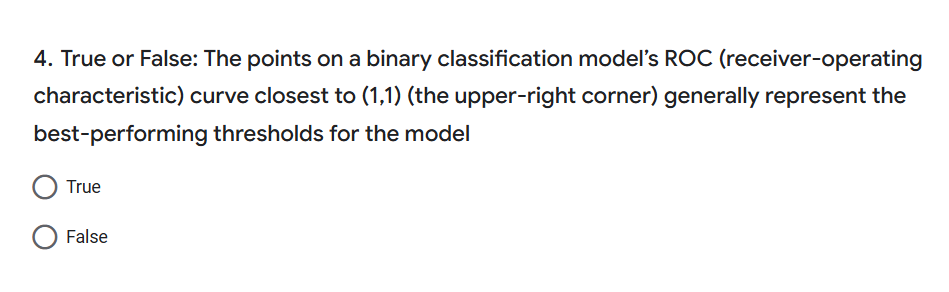 4. True or False: The points on a binary classification model’s ROC (receiver-operating
characteristic) curve closest to (1,1) (the upper-right corner) generally represent the
best-performing thresholds for the model
True
False